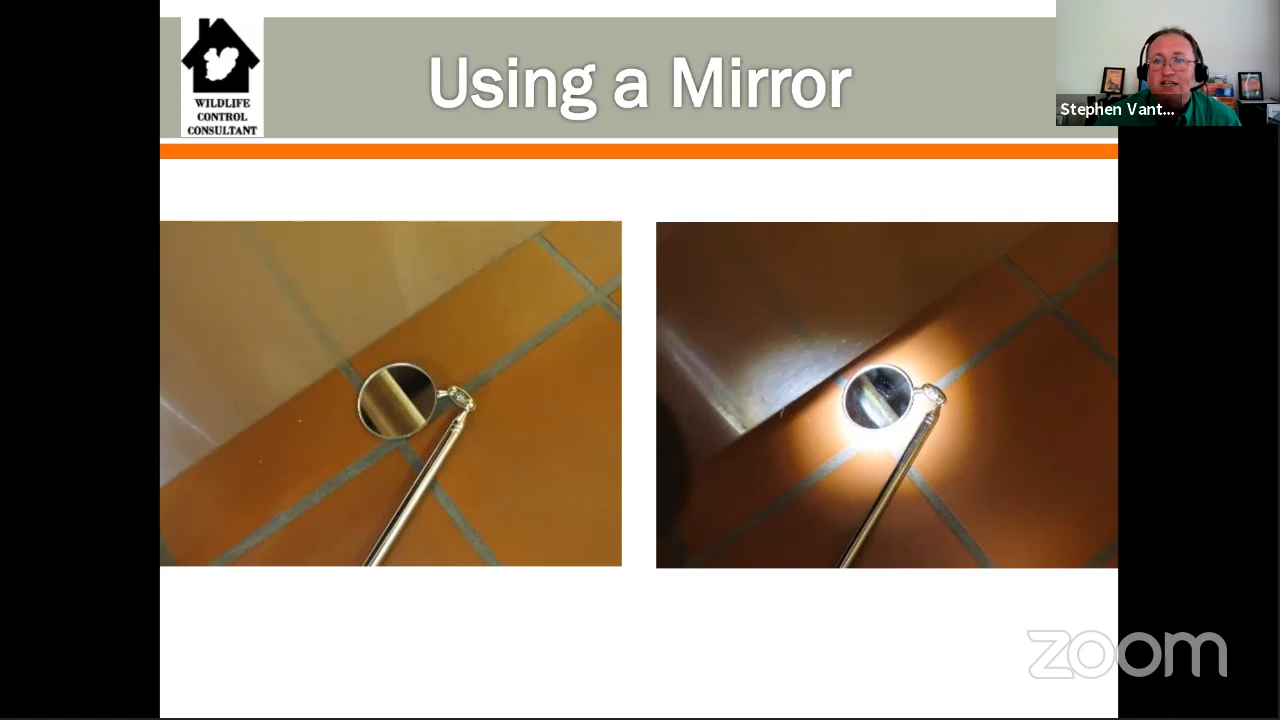 Using a Mirror
WILDLIFE
CONTROL
CONSULTANT
Stephen Vant...
zoom